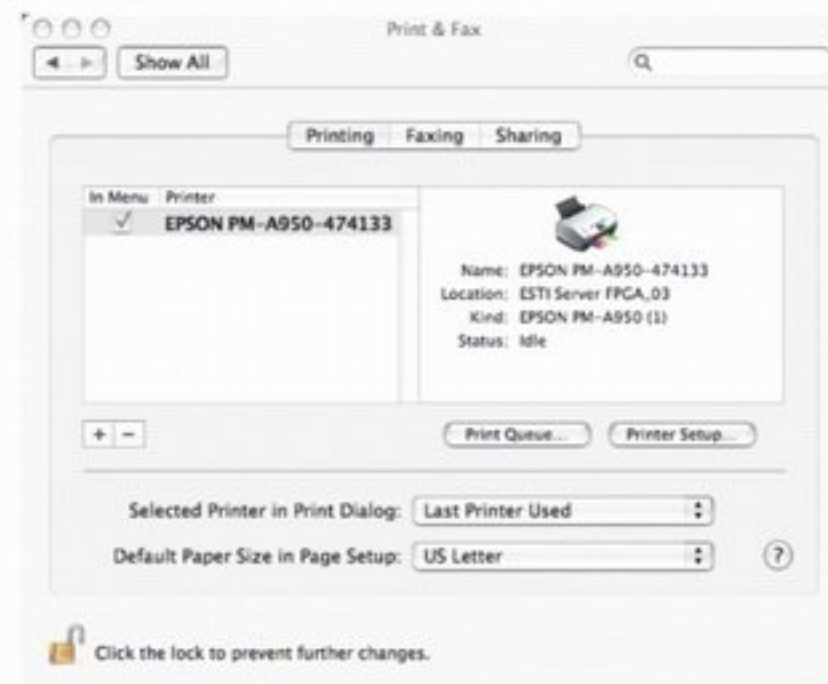 Print & Fax
Show All
Printing Faxing Sharing
In Menu Printer
EPSON PM-A950-474133
Name: EPSON PM-A950-474133
Location: ESTI Server FPGA_03
Kind: EPSON PM-A950 (1)
Status: Idle
+ -
Print Queue... Printer Setup...
Selected Printer in Print Dialog: Last Printer Used
Default Paper Size in Page Setup: US Letter
?
Click the lock to prevent further changes.